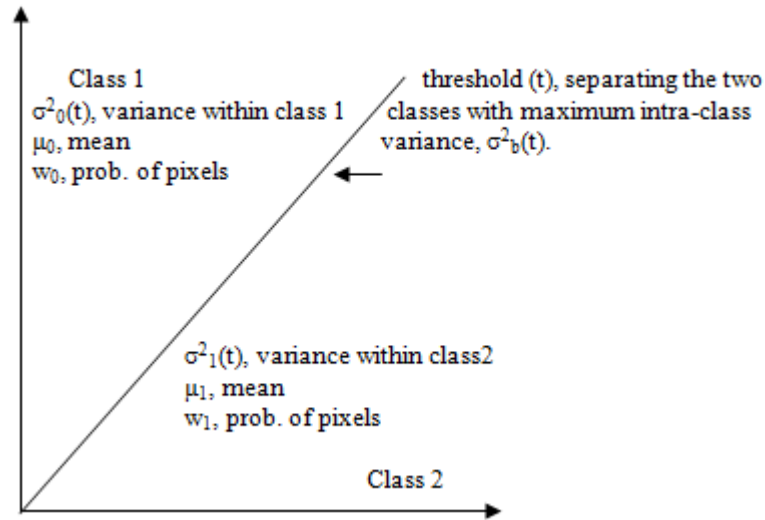 Class 1
σ²₀(t), variance within class 1
μ₀, mean
w₀, prob. of pixels
threshold (t), separating the two
classes with maximum intra-class
variance, σ²b(t).
σ²₁(t), variance within class2
μ₁, mean
w₁, prob. of pixels
Class 2